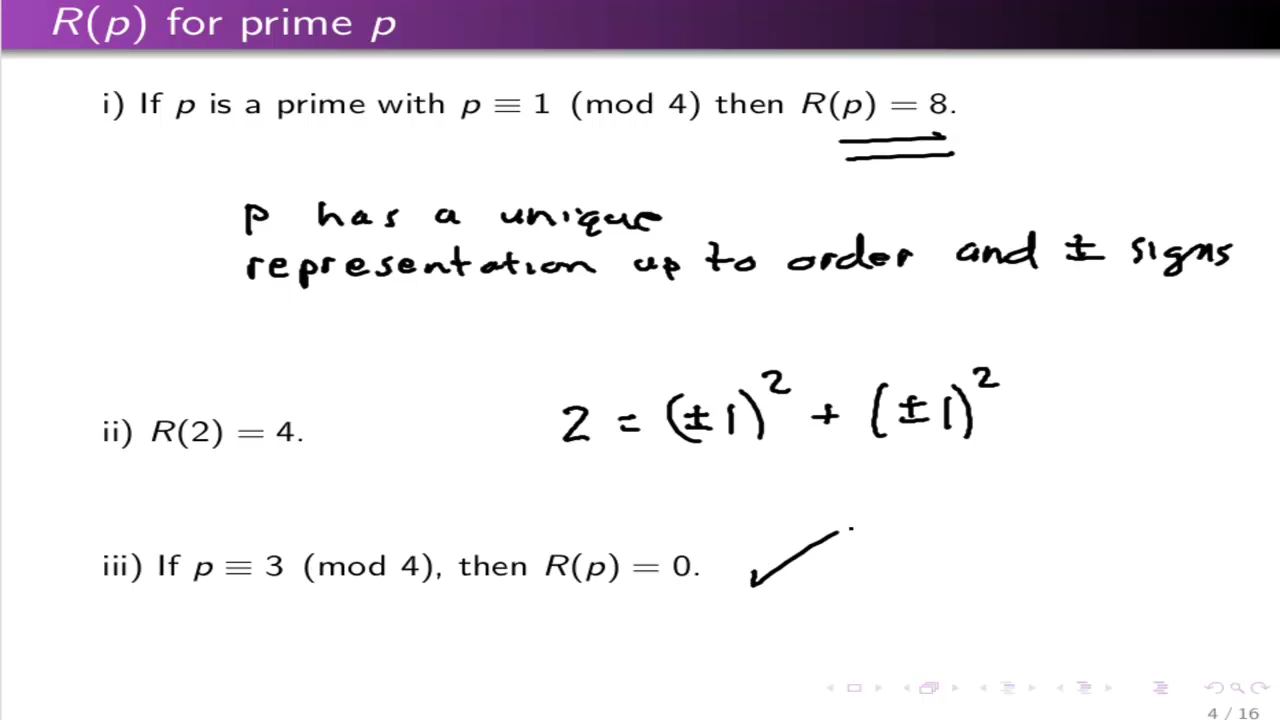 R(p) for prime p
i) If p is a prime with p ≡ 1 (mod 4) then R(p) = 8.
p has a unique
representation up to order and ± signs
2 = (±1)² + (±1)²
ii) R(2) = 4.
iii) If p ≡ 3 (mod 4), then R(p) = 0.
4 / 16